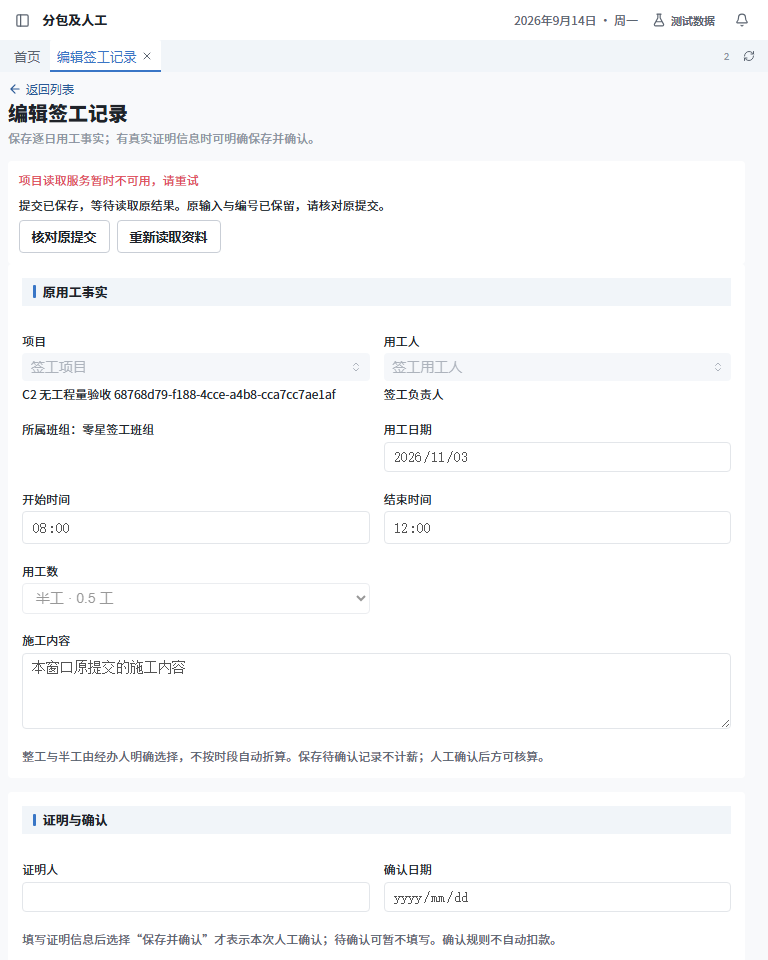 分包及人工
2026年9月14日 · 周一
测试数据
首页
编辑签工记录 ×
2
返回列表
编辑签工记录
保存逐日用工事实；有真实证明信息时可明确保存并确认。
项目读取服务暂时不可用，请重试
提交已保存，等待读取原结果。原输入与编号已保留，请核对原提交。
核对原提交
重新读取资料
原用工事实
项目
用工人
签工项目
签工用工人
C2 无工程量验收 68768d79-f188-4cce-a4b8-cca7cc7ae1af
签工负责人
所属班组：零星签工班组
用工日期
2026/11/03
开始时间
结束时间
08:00
12:00
用工数
半工 · 0.5 工
施工内容
本窗口原提交的施工内容
整工与半工由经办人明确选择，不按时段自动折算。保存待确认记录不计薪；人工确认后方可核算。
证明与确认
证明人
确认日期
yyyy/mm/dd
填写证明信息后选择“保存并确认”才表示本次人工确认；待确认可暂不填写。确认规则不自动扣款。